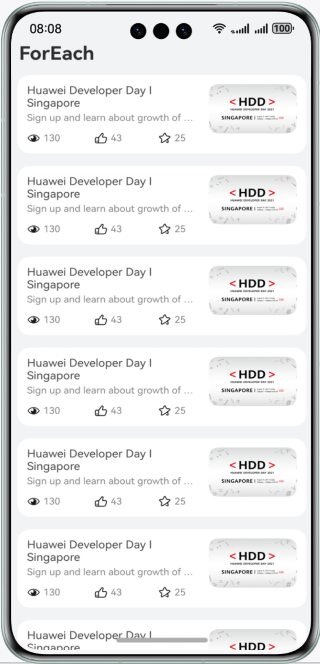 08:08
100
ForEach
Huawei Developer Day I
Singapore
Sign up and learn about growth of ...
130 43 25
< HDD >
HUAWEI DEVELOPER DAY 2021
SINGAPORE
Huawei Developer Day I
Singapore
Sign up and learn about growth of ...
130 43 25
< HDD >
HUAWEI DEVELOPER DAY 2021
SINGAPORE
Huawei Developer Day I
Singapore
Sign up and learn about growth of ...
130 43 25
< HDD >
HUAWEI DEVELOPER DAY 2021
SINGAPORE
Huawei Developer Day I
Singapore
Sign up and learn about growth of ...
130 43 25
< HDD >
HUAWEI DEVELOPER DAY 2021
SINGAPORE
Huawei Developer Day I
Singapore
Sign up and learn about growth of ...
130 43 25
< HDD >
HUAWEI DEVELOPER DAY 2021
SINGAPORE
Huawei Developer Day I
Singapore
Sign up and learn about growth of ...
130 43 25
< HDD >
HUAWEI DEVELOPER DAY 2021
SINGAPORE
Huawei Developer Day I
Singapore
< HDD >